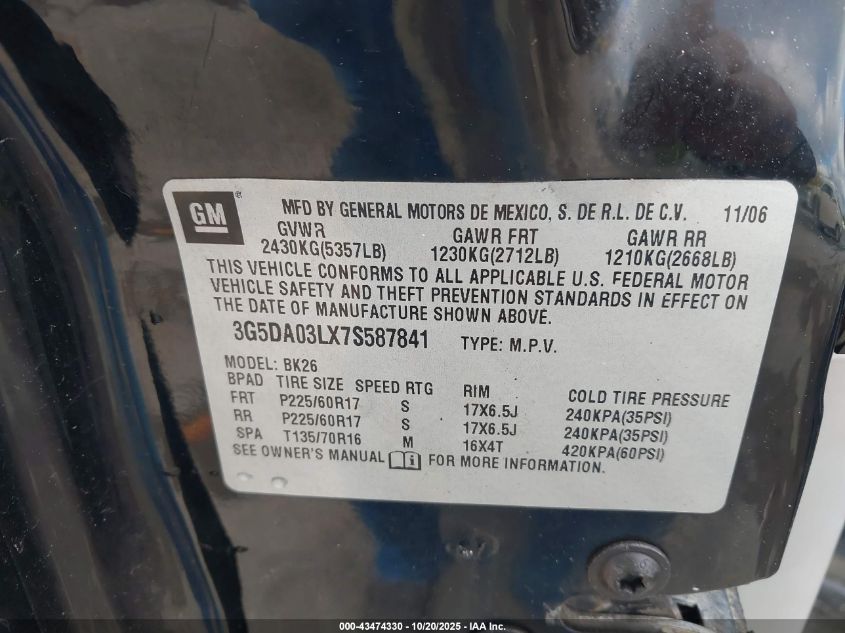 GM®
MFD BY GENERAL MOTORS DE MEXICO, S. DE R.L. DE C.V. 11/06
GVWR GAWR FRT GAWR RR
2430KG(5357LB) 1230KG(2712LB) 1210KG(2668LB)
THIS VEHICLE CONFORMS TO ALL APPLICABLE U.S. FEDERAL MOTOR
VEHICLE SAFETY AND THEFT PREVENTION STANDARDS IN EFFECT ON
THE DATE OF MANUFACTURE SHOWN ABOVE.
3G5DA03LX7S587841 TYPE: M.P.V.
MODEL: BK26
BPAD TIRE SIZE SPEED RTG RIM COLD TIRE PRESSURE
FRT P225/60R17 S 17X6.5J 240KPA(35PSI)
RR P225/60R17 S 17X6.5J 240KPA(35PSI)
SPA T135/70R16 M 16X4T 420KPA(60PSI)
SEE OWNER'S MANUAL FOR MORE INFORMATION.
000-43474330 - 10/20/2025 - IAA Inc.